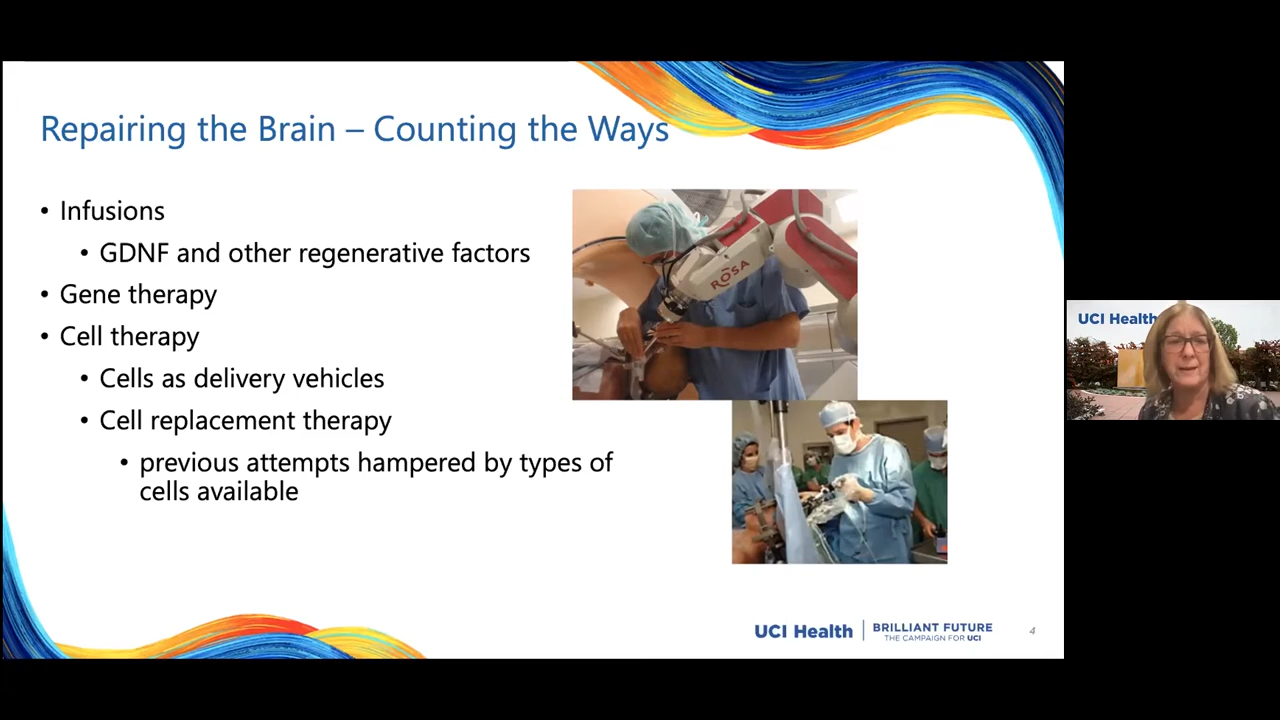 Repairing the Brain – Counting the Ways
• Infusions
• GDNF and other regenerative factors
• Gene therapy
• Cell therapy
• Cells as delivery vehicles
• Cell replacement therapy
• previous attempts hampered by types of
cells available
ROSA
UCI Health
BRILLIANT FUTURE
THE CAMPAIGN FOR UCI
4
UCI Health